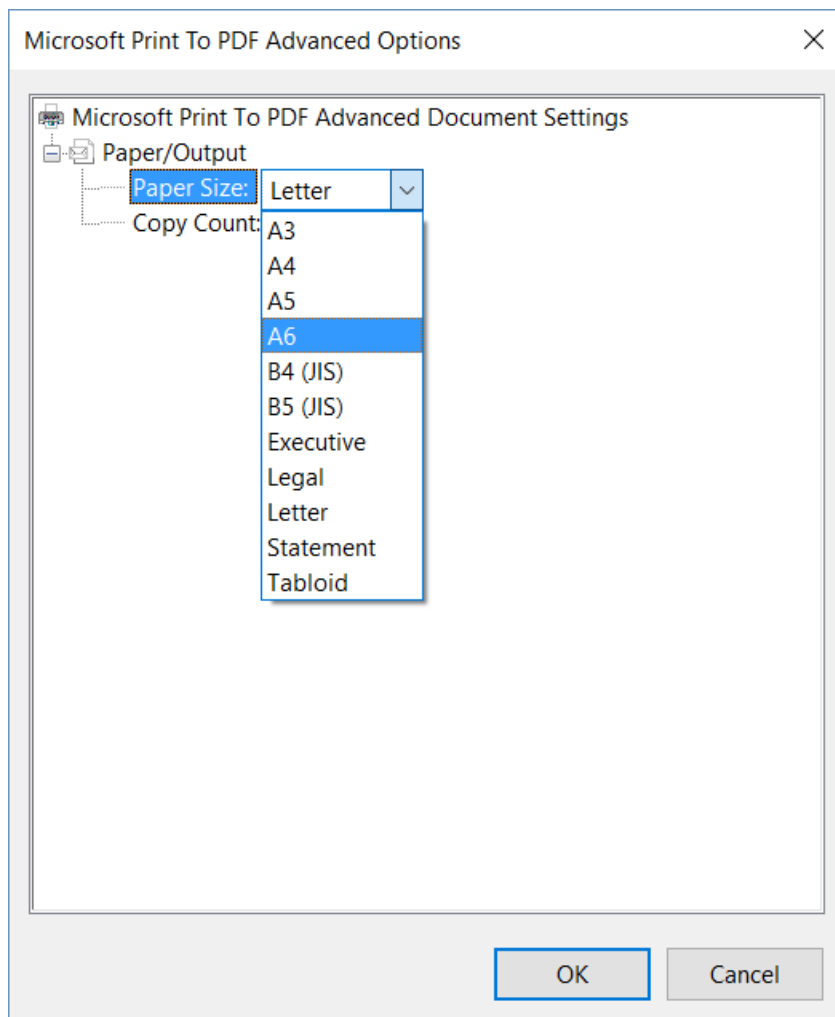 Microsoft Print To PDF Advanced Options
Microsoft Print To PDF Advanced Document Settings
Paper/Output
Paper Size: Letter
Copy Count:
A3
A4
A5
A6
B4 (JIS)
B5 (JIS)
Executive
Legal
Letter
Statement
Tabloid
OK Cancel